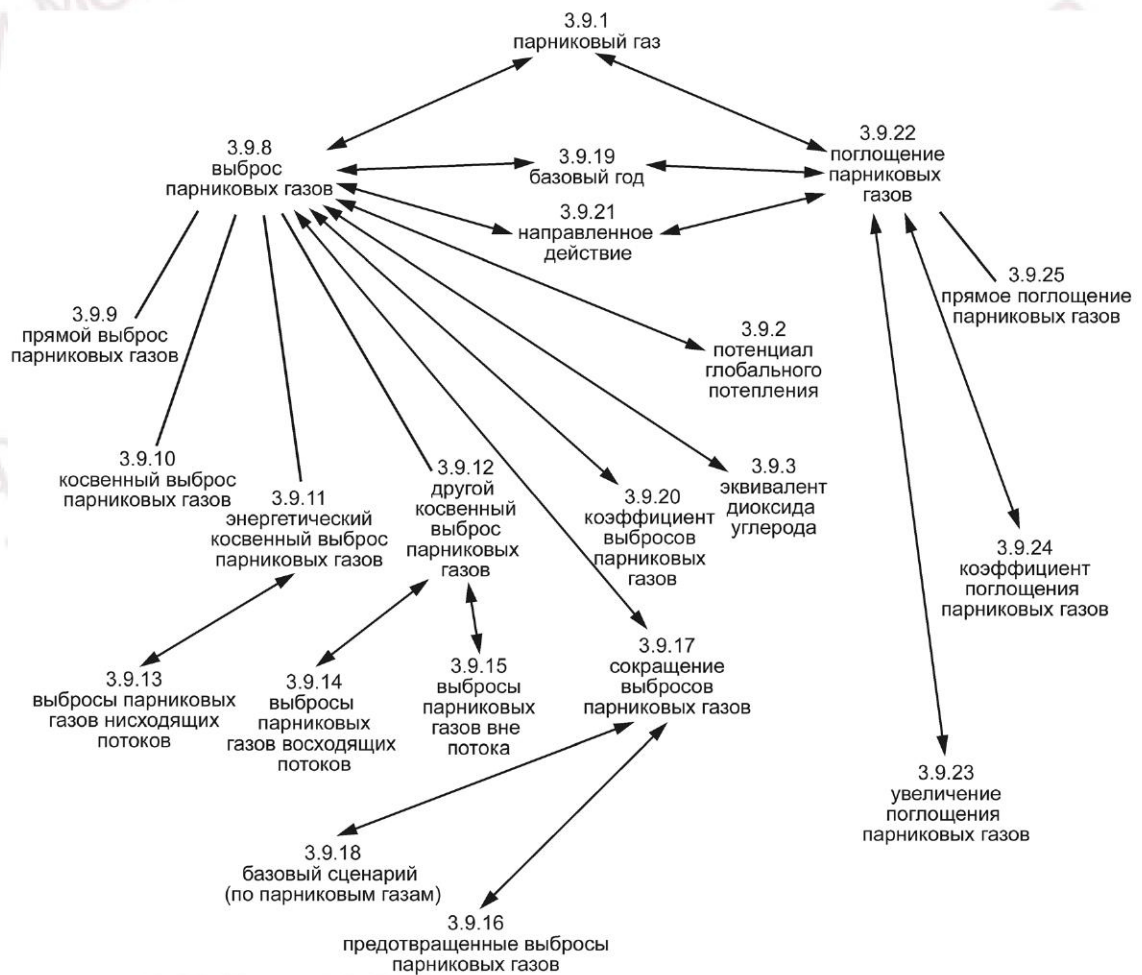 3.9.1
парниковый газ
3.9.8
выброс
парниковых газов
3.9.19
базовый год
3.9.22
поглощение
парниковых
газов
3.9.21
направленное
действие
3.9.9
прямой выброс
парниковых газов
3.9.25
прямое поглощение
парниковых газов
3.9.2
потенциал
глобального
потепления
3.9.10
косвенный выброс
парниковых газов
3.9.11
энергетический
косвенный выброс
парниковых газов
3.9.12
другой
косвенный
выброс
парниковых
газов
3.9.20
коэффициент
выбросов
парниковых
газов
3.9.3
эквивалент
диоксида
углерода
3.9.24
коэффициент
поглощения
парниковых газов
3.9.13
выбросы парниковых
газов нисходящих
потоков
3.9.14
выбросы
парниковых
газов восходящих
потоков
3.9.15
выбросы
парниковых
газов вне
потока
3.9.17
сокращение
выбросов
парниковых газов
3.9.23
увеличение
поглощения
парниковых газов
3.9.18
базовый сценарий
(по парниковым газам)
3.9.16
предотвращенные выбросы
парниковых газов